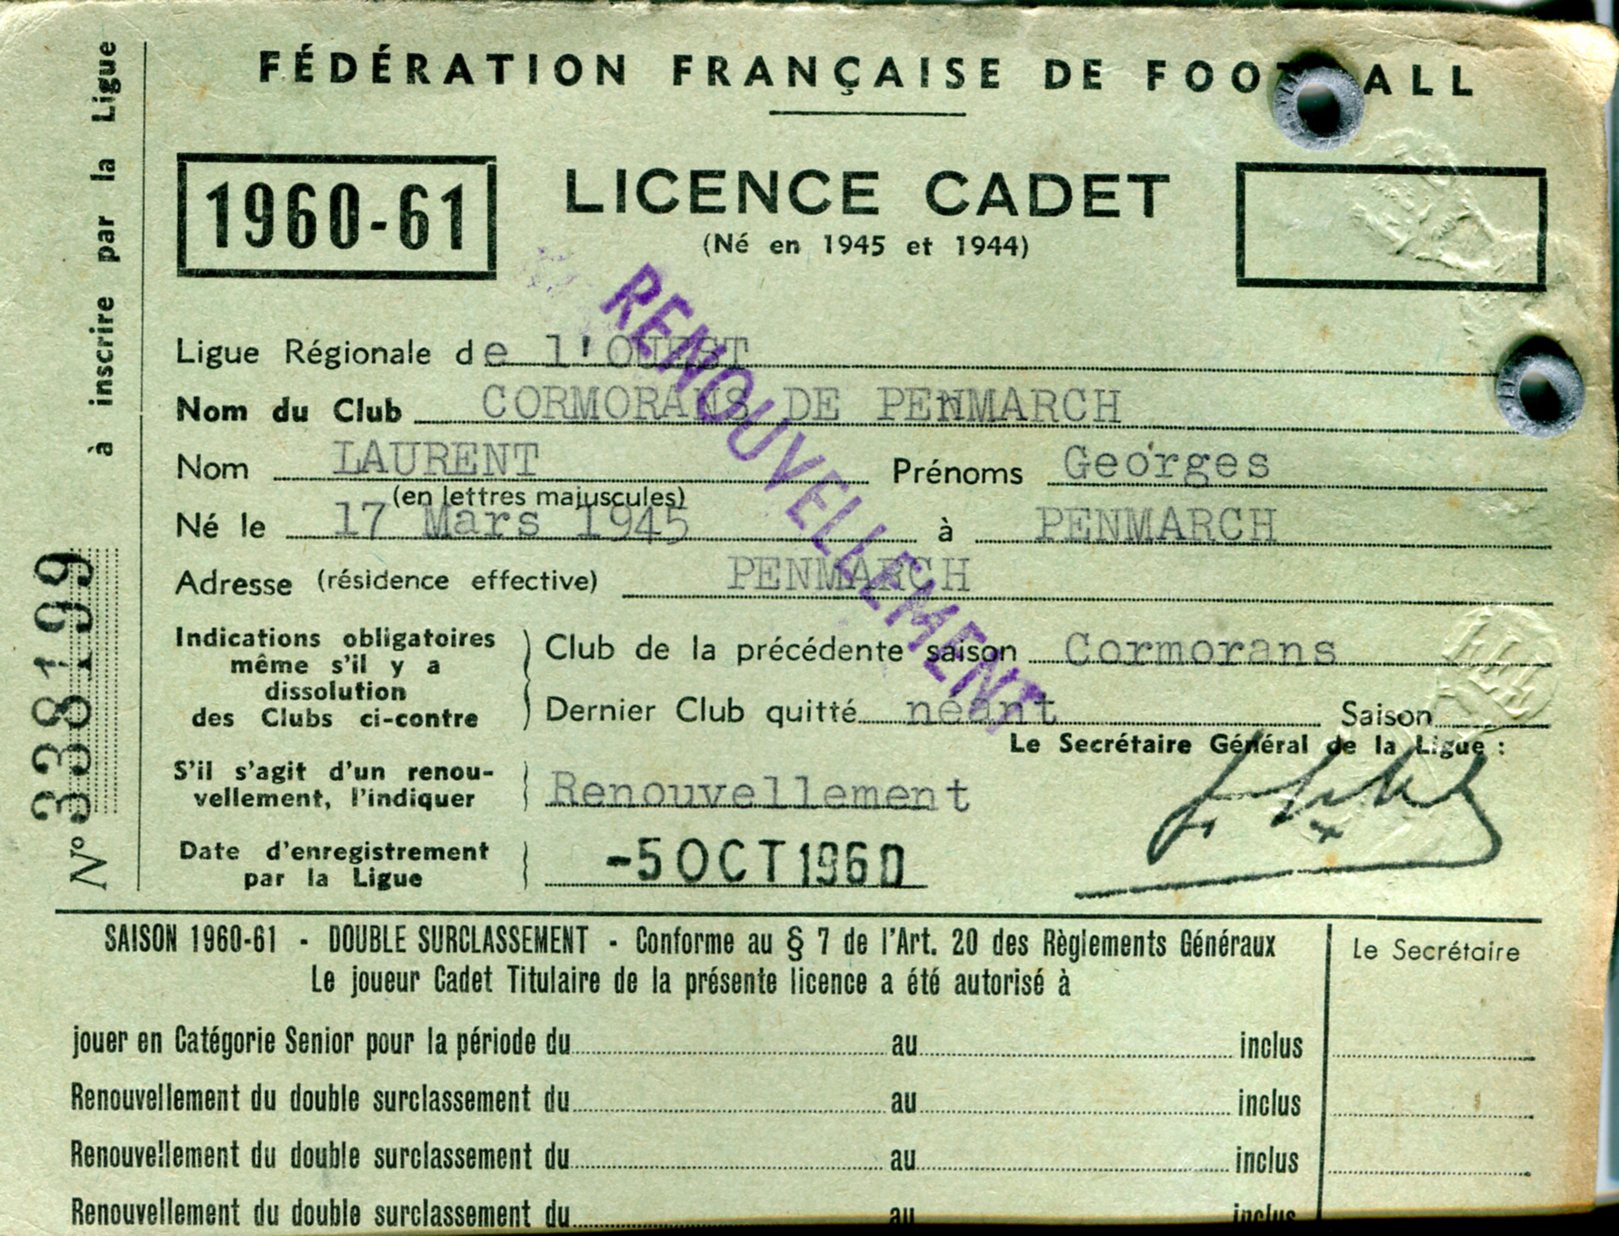 FÉDÉRATION FRANÇAISE DE FOOTBALL
1960-61
LICENCE CADET
(Né en 1945 et 1944)
à inscrire par la Ligue
N° 338199
RENOUVELLEMENT
Ligue Régionale de l'OUEST
Nom du Club CORMORANS DE PENMARCH
Nom LAURENT Prénoms Georges
(en lettres majuscules)
Né le 17 Mars 1945 à PENMARCH
Adresse (résidence effective) PENMARCH
Indications obligatoires
même s'il y a
dissolution
des Clubs ci-contre
Club de la précédente saison Cormorans
Dernier Club quitté néant Saison
Le Secrétaire Général de la Ligue :
S'il s'agit d'un renou-
vellement, l'indiquer
Renouvellement
Date d'enregistrement
par la Ligue
-5 OCT 1960
SAISON 1960-61 - DOUBLE SURCLASSEMENT - Conforme au § 7 de l'Art. 20 des Règlements Généraux
Le joueur Cadet Titulaire de la présente licence a été autorisé à
Le Secrétaire
jouer en Catégorie Senior pour la période du au inclus
Renouvellement du double surclassement du au inclus
Renouvellement du double surclassement du au inclus
Renouvellement du double surclassement du au inclus